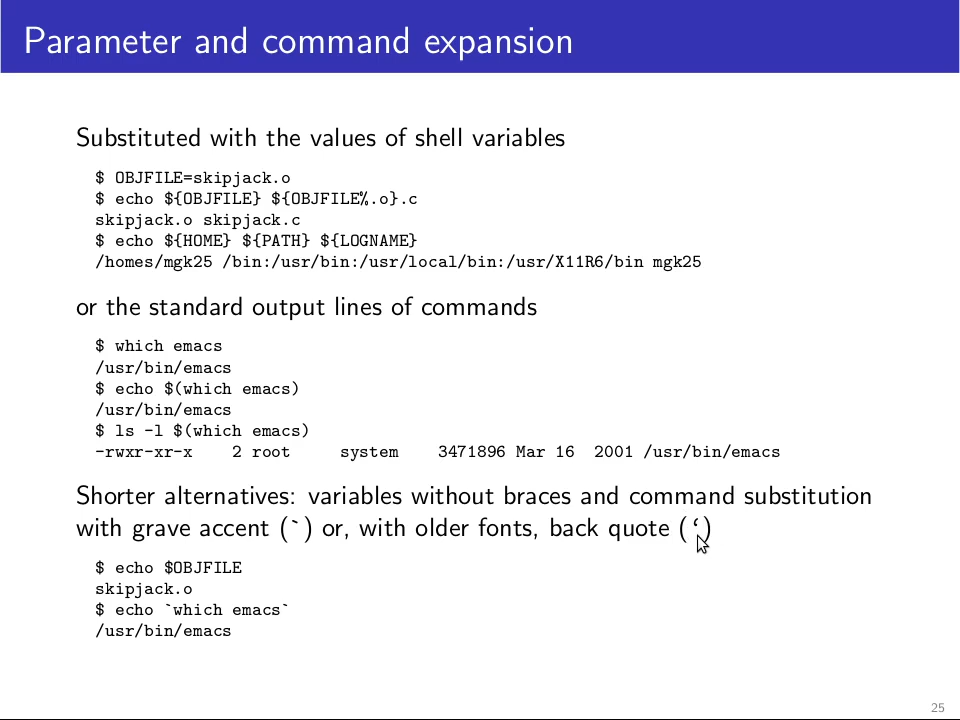 Parameter and command expansion
Substituted with the values of shell variables
$ OBJFILE=skipjack.o
$ echo ${OBJFILE} ${OBJFILE%.o}.c
skipjack.o skipjack.c
$ echo ${HOME} ${PATH} ${LOGNAME}
/homes/mgk25 /bin:/usr/bin:/usr/local/bin:/usr/X11R6/bin mgk25
or the standard output lines of commands
$ which emacs
/usr/bin/emacs
$ echo $(which emacs)
/usr/bin/emacs
$ ls -l $(which emacs)
-rwxr-xr-x    2 root     system    3471896 Mar 16  2001 /usr/bin/emacs
Shorter alternatives: variables without braces and command substitution
with grave accent (`) or, with older fonts, back quote (‘)
$ echo $OBJFILE
skipjack.o
$ echo `which emacs`
/usr/bin/emacs
25